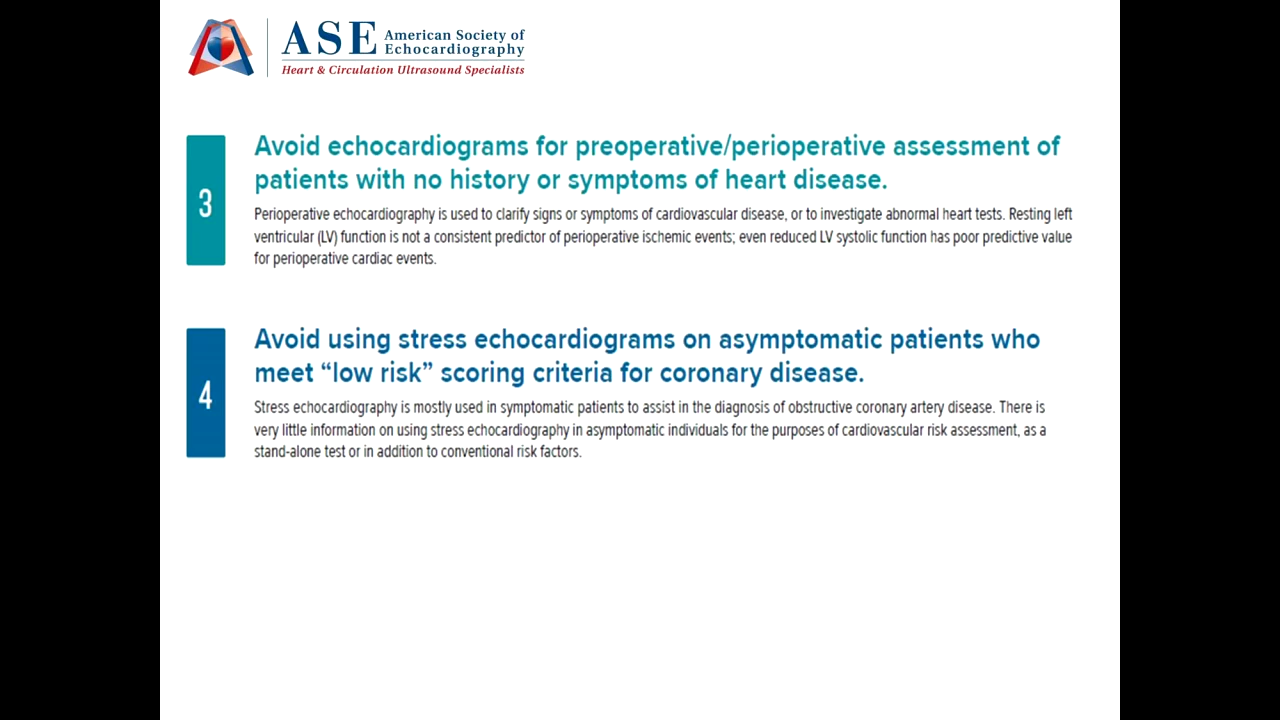 ASE American Society of
Echocardiography
Heart & Circulation Ultrasound Specialists
3
Avoid echocardiograms for preoperative/perioperative assessment of
patients with no history or symptoms of heart disease.
Perioperative echocardiography is used to clarify signs or symptoms of cardiovascular disease, or to investigate abnormal heart tests. Resting left
ventricular (LV) function is not a consistent predictor of perioperative ischemic events; even reduced LV systolic function has poor predictive value
for perioperative cardiac events.
4
Avoid using stress echocardiograms on asymptomatic patients who
meet “low risk” scoring criteria for coronary disease.
Stress echocardiography is mostly used in symptomatic patients to assist in the diagnosis of obstructive coronary artery disease. There is
very little information on using stress echocardiography in asymptomatic individuals for the purposes of cardiovascular risk assessment, as a
stand-alone test or in addition to conventional risk factors.